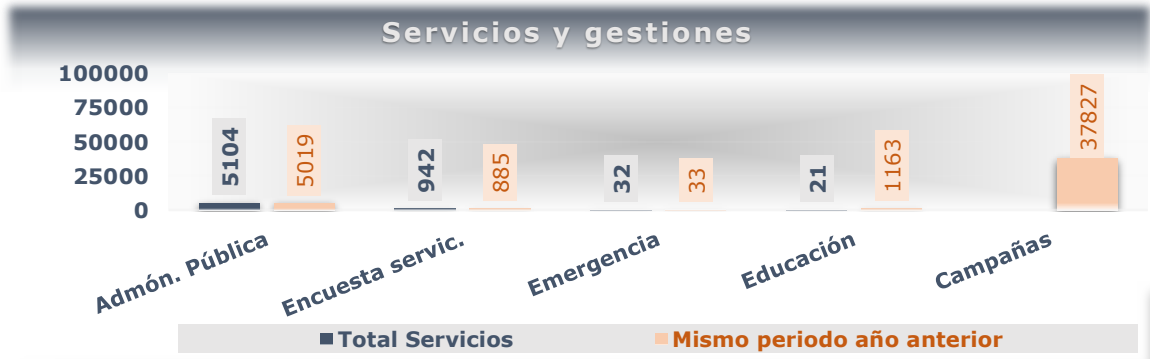 Servicios y gestiones
100000
75000
50000
25000
0
5104
5019
942
885
32
33
21
1163
37827
Admón. Pública
Encuesta servic.
Emergencia
Educación
Campañas
Total Servicios
Mismo periodo año anterior